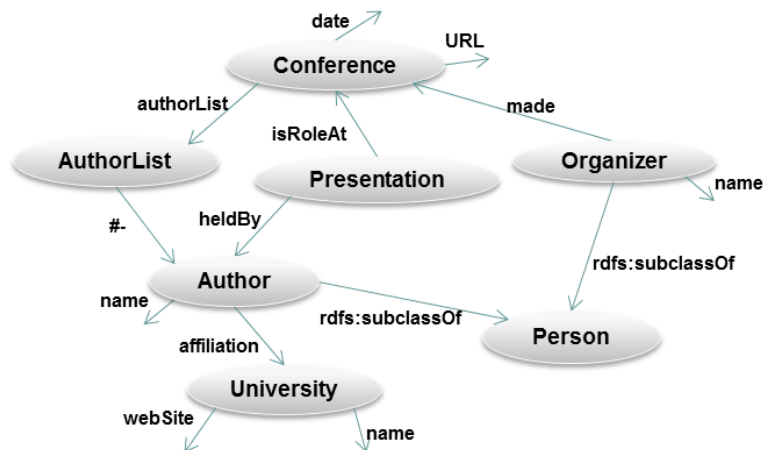 date
URL
Conference
authorList
made
isRoleAt
AuthorList
Presentation
Organizer
name
#-
heldBy
rdfs:subclassOf
Author
name
rdfs:subclassOf
Person
affiliation
University
webSite
name